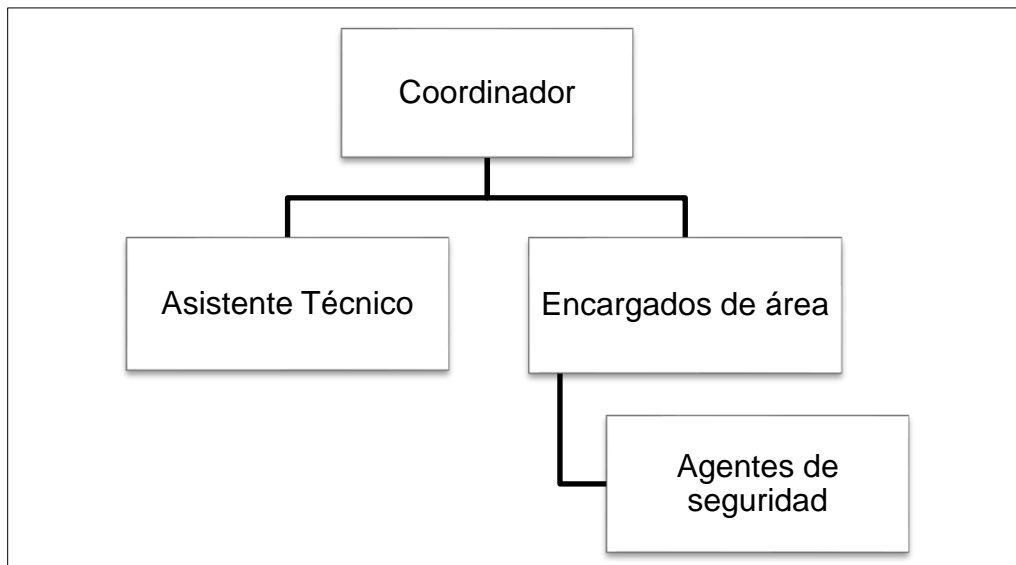 Coordinador
Asistente Técnico
Encargados de área
Agentes de
seguridad